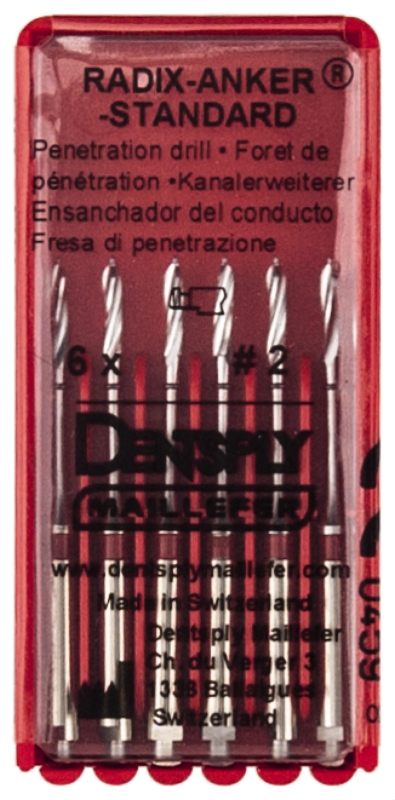 RADIX-ANKER®
-STANDARD
Penetration drill • Foret de
pénétration •Kanalerweiterer
Ensanchador del conducto
Fresa di penetrazione
6 x # 2
DENTSPLY
MAILLEFER
www.dentsplymaillefer.com
Made in Switzerland
Dentsply Maillefer
Ch. du Verger 3
1338 Ballaigues
Switzerland